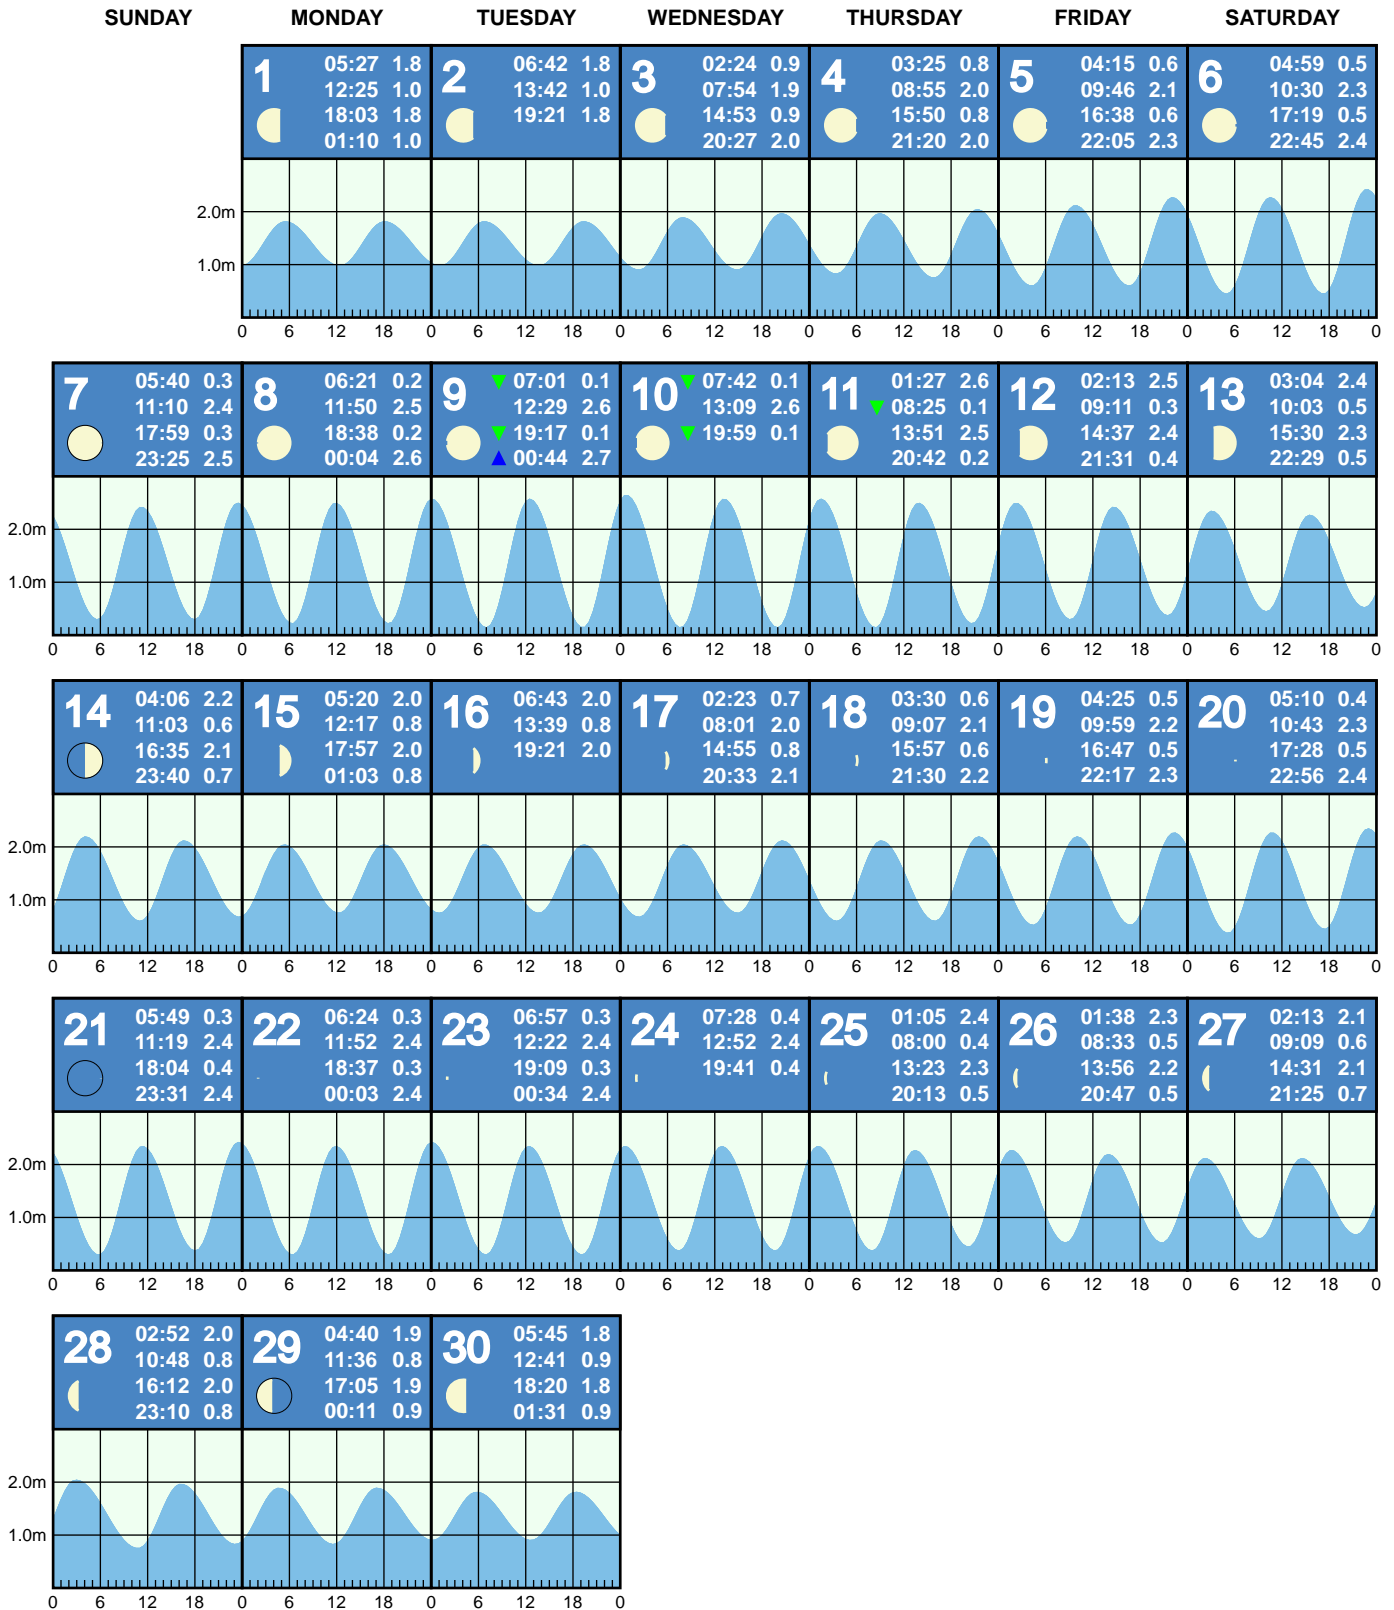 SUNDAY MONDAY TUESDAY WEDNESDAY THURSDAY FRIDAY SATURDAY
1 05:27 1.8
12:25 1.0
18:03 1.8
01:10 1.0
2 06:42 1.8
13:42 1.0
19:21 1.8
3 02:24 0.9
07:54 1.9
14:53 0.9
20:27 2.0
4 03:25 0.8
08:55 2.0
15:50 0.8
21:20 2.0
5 04:15 0.6
09:46 2.1
16:38 0.6
22:05 2.3
6 04:59 0.5
10:30 2.3
17:19 0.5
22:45 2.4
2.0m
1.0m
0 6 12 18 0 6 12 18 0 6 12 18 0 6 12 18 0 6 12 18 0 6 12 18 0
7 05:40 0.3
11:10 2.4
17:59 0.3
23:25 2.5
8 06:21 0.2
11:50 2.5
18:38 0.2
00:04 2.6
9 07:01 0.1
12:29 2.6
19:17 0.1
00:44 2.7
10 07:42 0.1
13:09 2.6
19:59 0.1
11 01:27 2.6
08:25 0.1
13:51 2.5
20:42 0.2
12 02:13 2.5
09:11 0.3
14:37 2.4
21:31 0.4
13 03:04 2.4
10:03 0.5
15:30 2.3
22:29 0.5
2.0m
1.0m
0 6 12 18 0 6 12 18 0 6 12 18 0 6 12 18 0 6 12 18 0 6 12 18 0 6 12 18 0
14 04:06 2.2
11:03 0.6
16:35 2.1
23:40 0.7
15 05:20 2.0
12:17 0.8
17:57 2.0
01:03 0.8
16 06:43 2.0
13:39 0.8
19:21 2.0
17 02:23 0.7
08:01 2.0
14:55 0.8
20:33 2.1
18 03:30 0.6
09:07 2.1
15:57 0.6
21:30 2.2
19 04:25 0.5
09:59 2.2
16:47 0.5
22:17 2.3
20 05:10 0.4
10:43 2.3
17:28 0.5
22:56 2.4
2.0m
1.0m
0 6 12 18 0 6 12 18 0 6 12 18 0 6 12 18 0 6 12 18 0 6 12 18 0 6 12 18 0
21 05:49 0.3
11:19 2.4
18:04 0.4
23:31 2.4
22 06:24 0.3
11:52 2.4
18:37 0.3
00:03 2.4
23 06:57 0.3
12:22 2.4
19:09 0.3
00:34 2.4
24 07:28 0.4
12:52 2.4
19:41 0.4
25 01:05 2.4
08:00 0.4
13:23 2.3
20:13 0.5
26 01:38 2.3
08:33 0.5
13:56 2.2
20:47 0.5
27 02:13 2.1
09:09 0.6
14:31 2.1
21:25 0.7
2.0m
1.0m
0 6 12 18 0 6 12 18 0 6 12 18 0 6 12 18 0 6 12 18 0 6 12 18 0 6 12 18 0
28 02:52 2.0
10:48 0.8
16:12 2.0
23:10 0.8
29 04:40 1.9
11:36 0.8
17:05 1.9
00:11 0.9
30 05:45 1.8
12:41 0.9
18:20 1.8
01:31 0.9
2.0m
1.0m
0 6 12 18 0 6 12 18 0 6 12 18 0